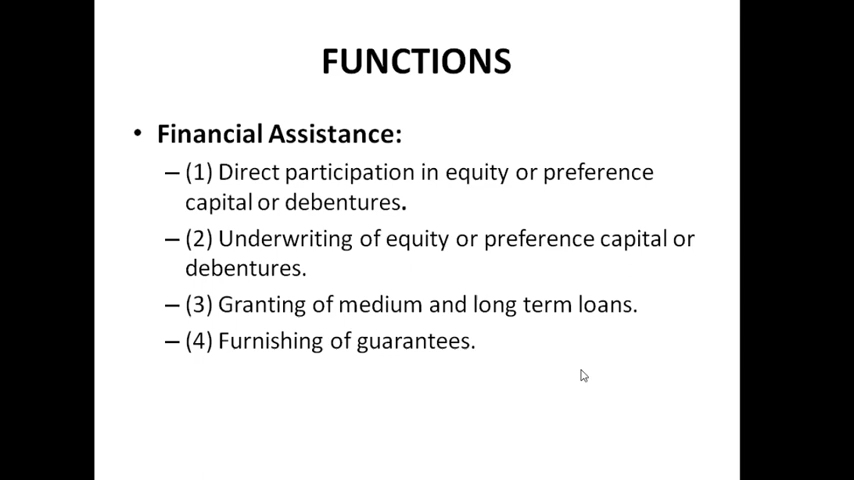 FUNCTIONS
• Financial Assistance:
– (1) Direct participation in equity or preference
capital or debentures.
– (2) Underwriting of equity or preference capital or
debentures.
– (3) Granting of medium and long term loans.
– (4) Furnishing of guarantees.